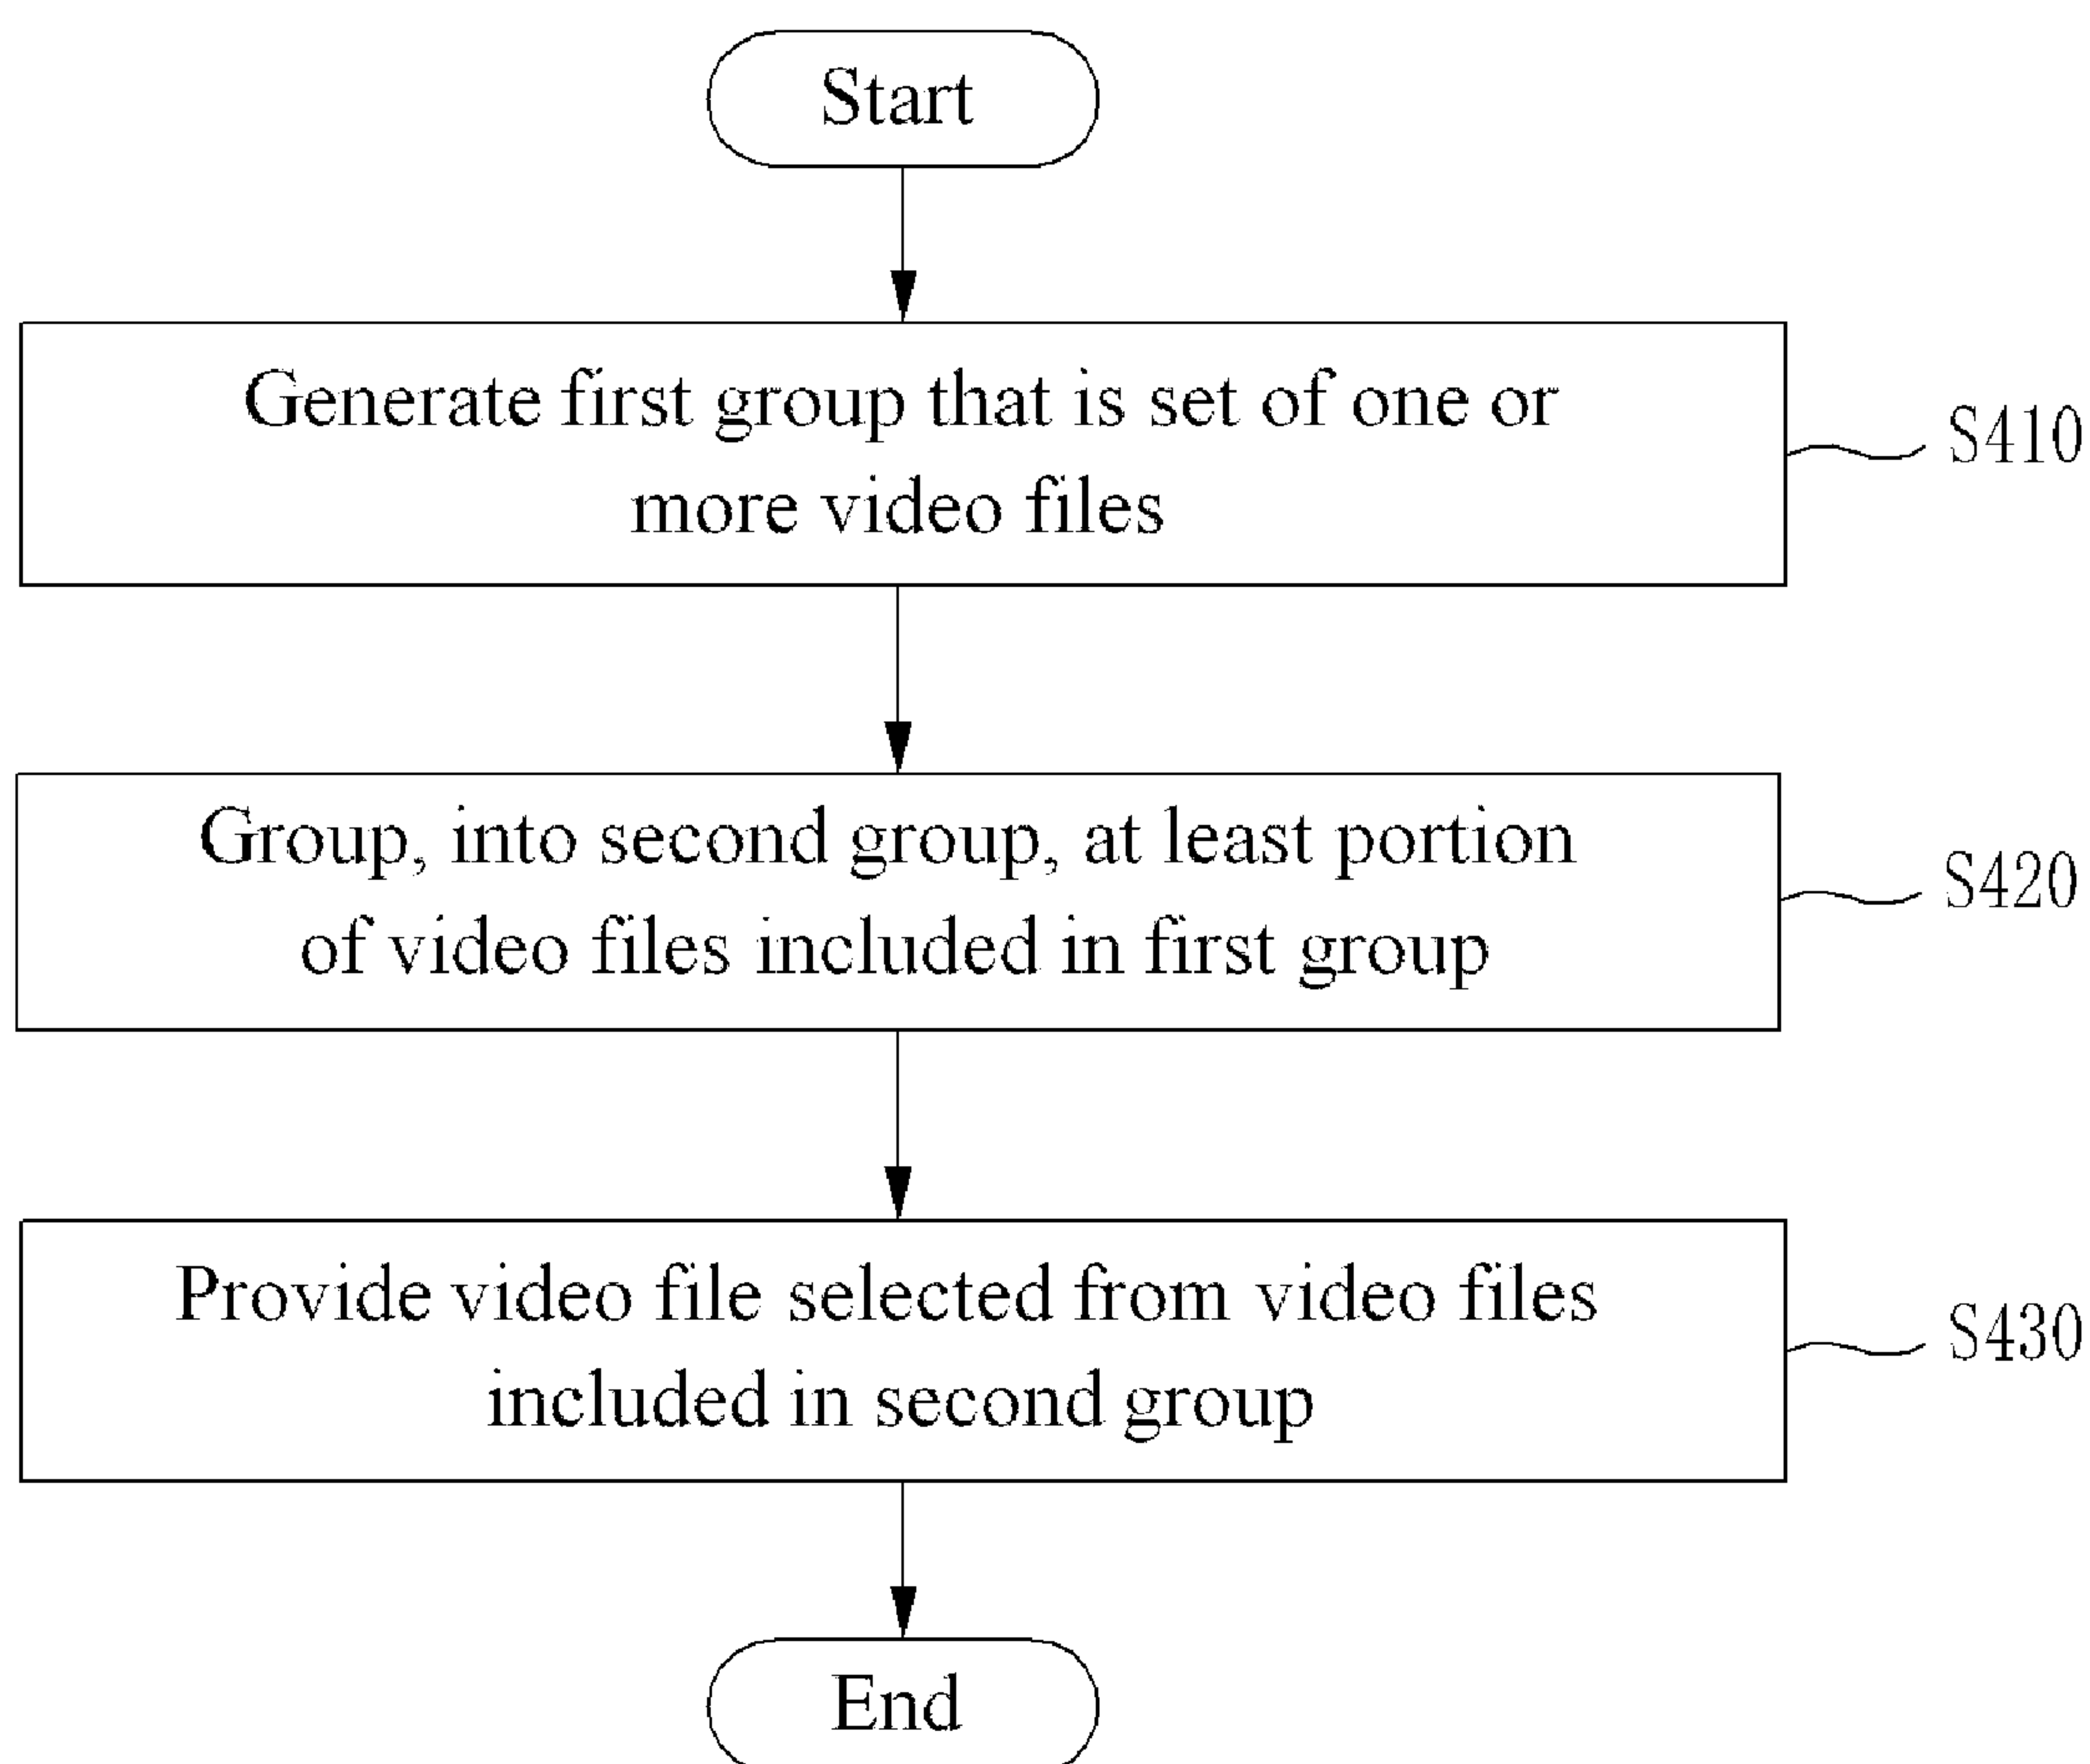 Start
Generate first group that is set of one or
more video files
S410
Group, into second group, at least portion
of video files included in first group
S420
Provide video file selected from video files
included in second group
S430
End